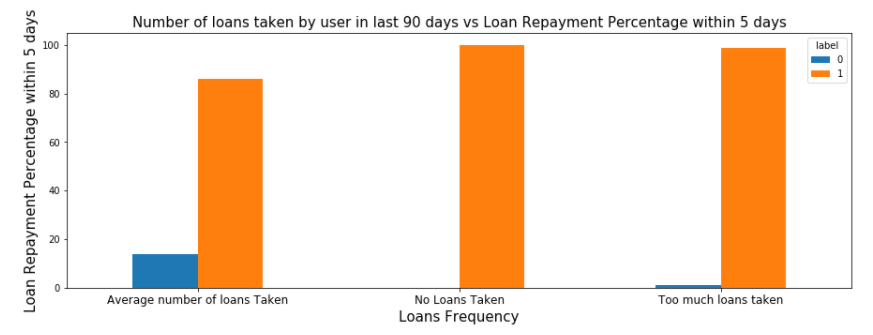 Number of loans taken by user in last 90 days vs Loan Repayment Percentage within 5 days
Loan Repayment Percentage within 5 days
100
80
60
40
20
0
label
0
1
Average number of loans Taken
No Loans Taken
Too much loans taken
Loans Frequency